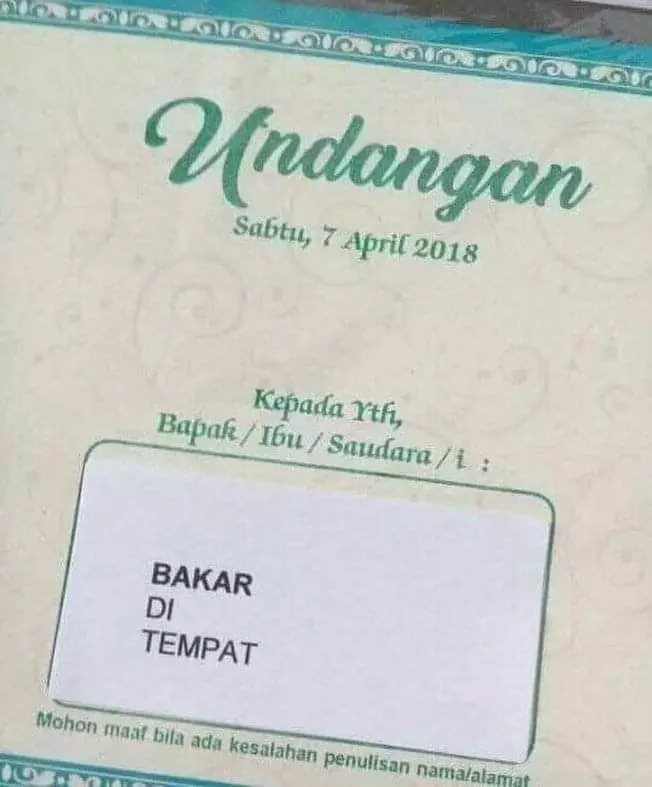 Undangan
Sabtu, 7 April 2018
Kepada Yth,
Bapak / Ibu / Saudara / i :
BAKAR
DI
TEMPAT
Mohon maaf bila ada kesalahan penulisan nama/alamat